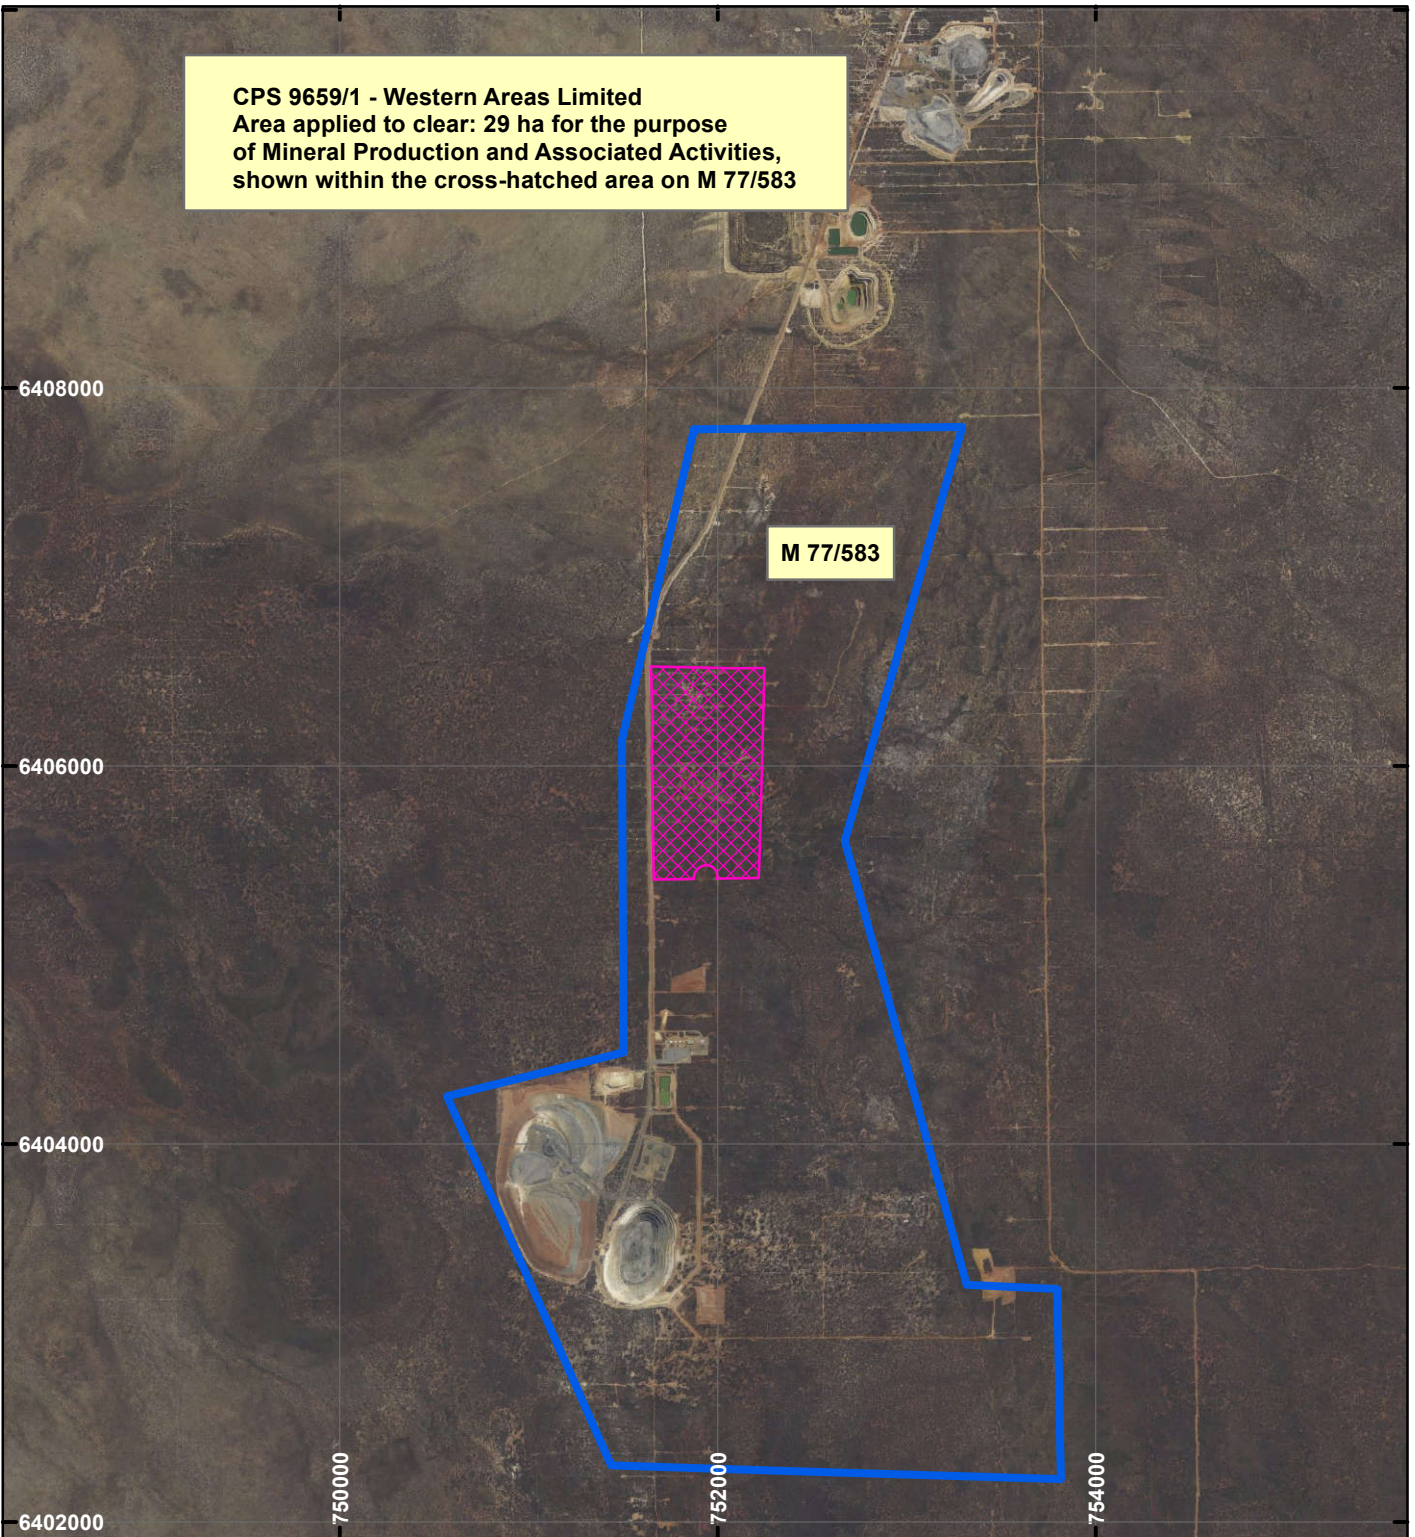 CPS 9659/1 - Western Areas Limited
Area applied to clear: 29 ha for the purpose
of Mineral Production and Associated Activities,
shown within the cross-hatched area on M 77/583
6408000
M 77/583
6406000
6404000
750000
752000
754000
6402000